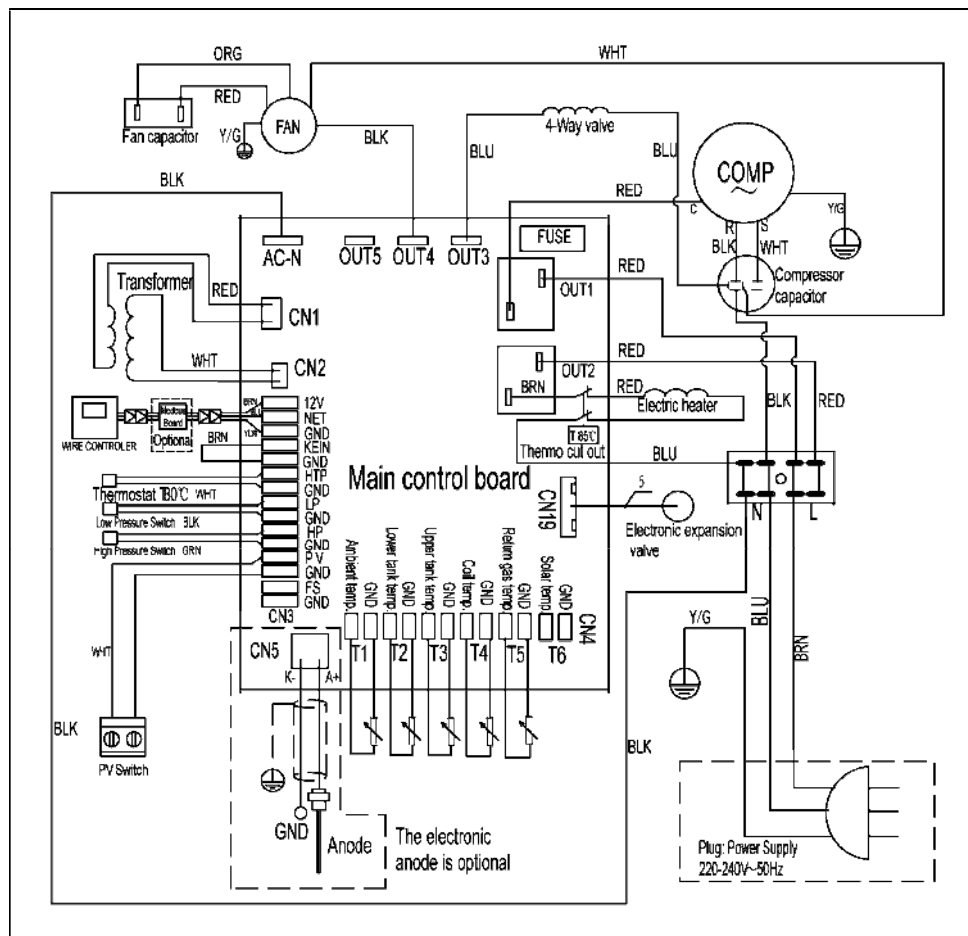 ORG
WHT
RED
Fan capacitor
Y/G
FAN
BLK
4-Way valve
BLU
BLU
COMP
BLK
RED
C
Y/G
R
S
BLK
WHT
AC-N
OUT5
OUT4
OUT3
FUSE
RED
Compressor
capacitor
Transformer
RED
CN1
OUT1
WHT
CN2
OUT2
RED
BRN
RED
Electric heater
BLK
RED
T 85℃
Thermo cut out
BLU
WIRE CONTROLER
Board
Optional
BRN
12V
NET
GND
BRN
KEIN
GND
HTP
Thermostat T80℃ WHT
GND
LP
Low Pressure Switch BLK
GND
HP
High Pressure Switch GRN
GND
PV
GND
FS
GND
CN3
Main control board
CN19
5
Electronic expansion
valve
N
L
Ambient temp.
GND
Lower tank temp.
GND
Upper tank temp.
GND
Coil temp.
GND
Return gas temp.
GND
Solar temp.
GND
CN4
T1
T2
T3
T4
T5
T6
CN5
K-
A+
WHT
Y/G
BLU
BRN
BLK
PV Switch
BLK
GND
Anode
The electronic
anode is optional
Plug: Power Supply
220-240V~50Hz